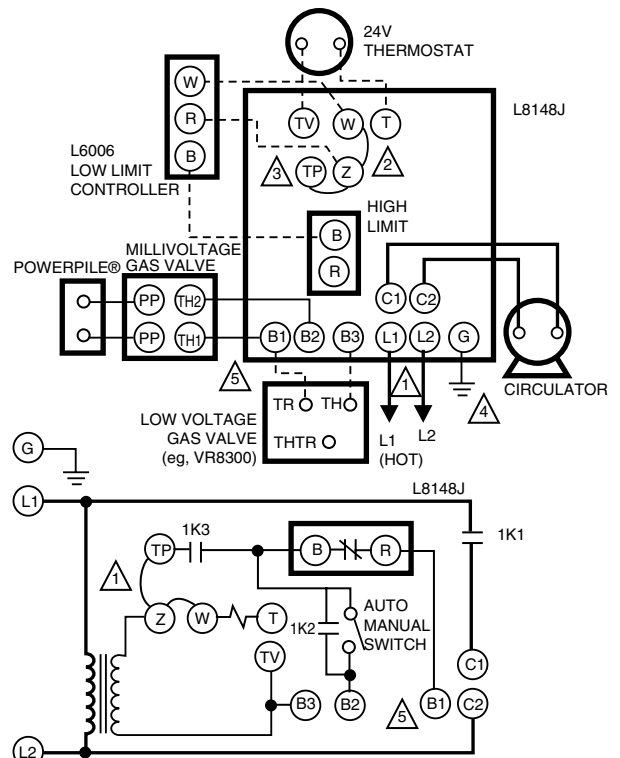 24V
THERMOSTAT
L8148J
W
R
B
L6006
LOW LIMIT
CONTROLLER
TV
W
T
3
TP
Z
2
HIGH
LIMIT
B
R
MILLIVOLTAGE
GAS VALVE
POWERPILE®
PP
TH2
PP
TH1
C1
C2
B1
B2
B3
L1
L2
G
5
1
4
CIRCULATOR
TR
TH
THTR
LOW VOLTAGE
GAS VALVE
(eg, VR8300)
L1
(HOT)
L2
G
L1
L8148J
1K1
TP
1K3
B
R
1
Z
W
T
1K2
AUTO
MANUAL
SWITCH
TV
C1
B3
B2
5
B1
C2
L2